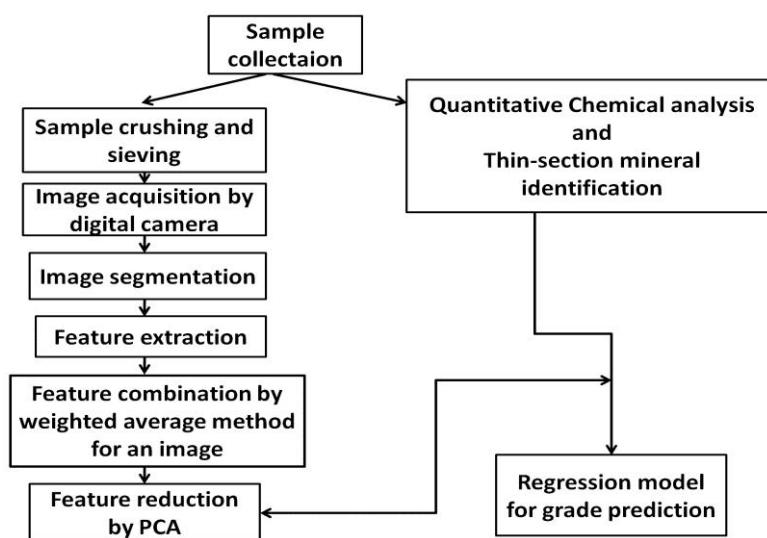 Sample
collectaion
Sample crushing and
sieving
Image acquisition by
digital camera
Image segmentation
Feature extraction
Feature combination by
weighted average method
for an image
Feature reduction
by PCA
Quantitative Chemical analysis
and
Thin-section mineral
identification
Regression model
for grade prediction